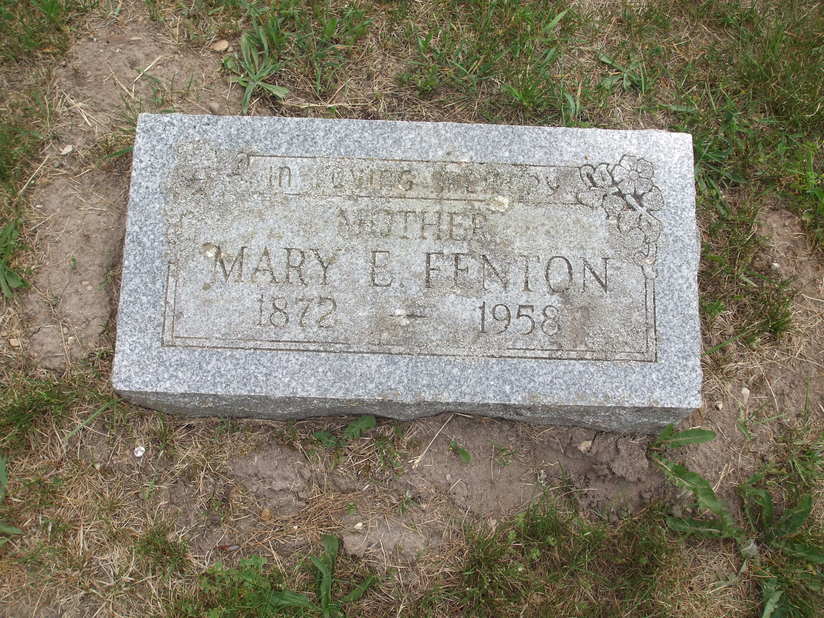 In Loving Memory
MOTHER
MARY E. FENTON
1872 - 1958